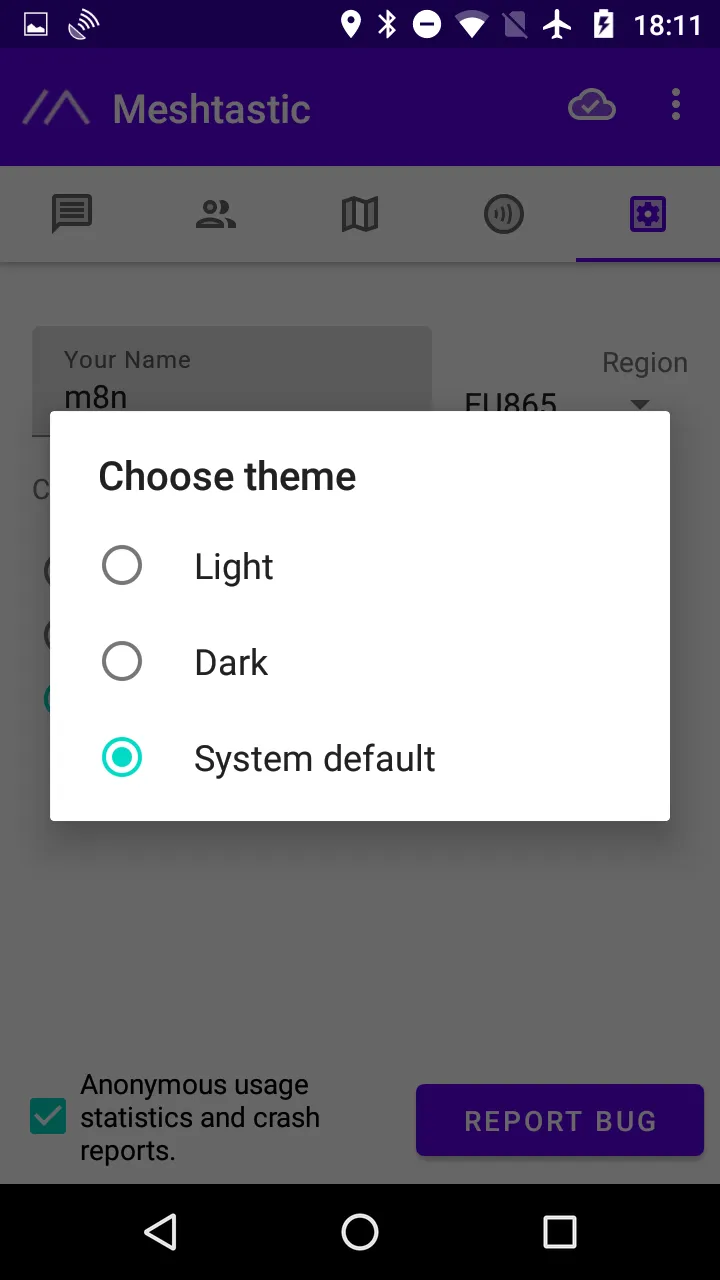 18:11
Meshtastic
Your Name
m8n
Region
EU865
C
Choose theme
Light
Dark
System default
Anonymous usage
statistics and crash
reports.
REPORT BUG